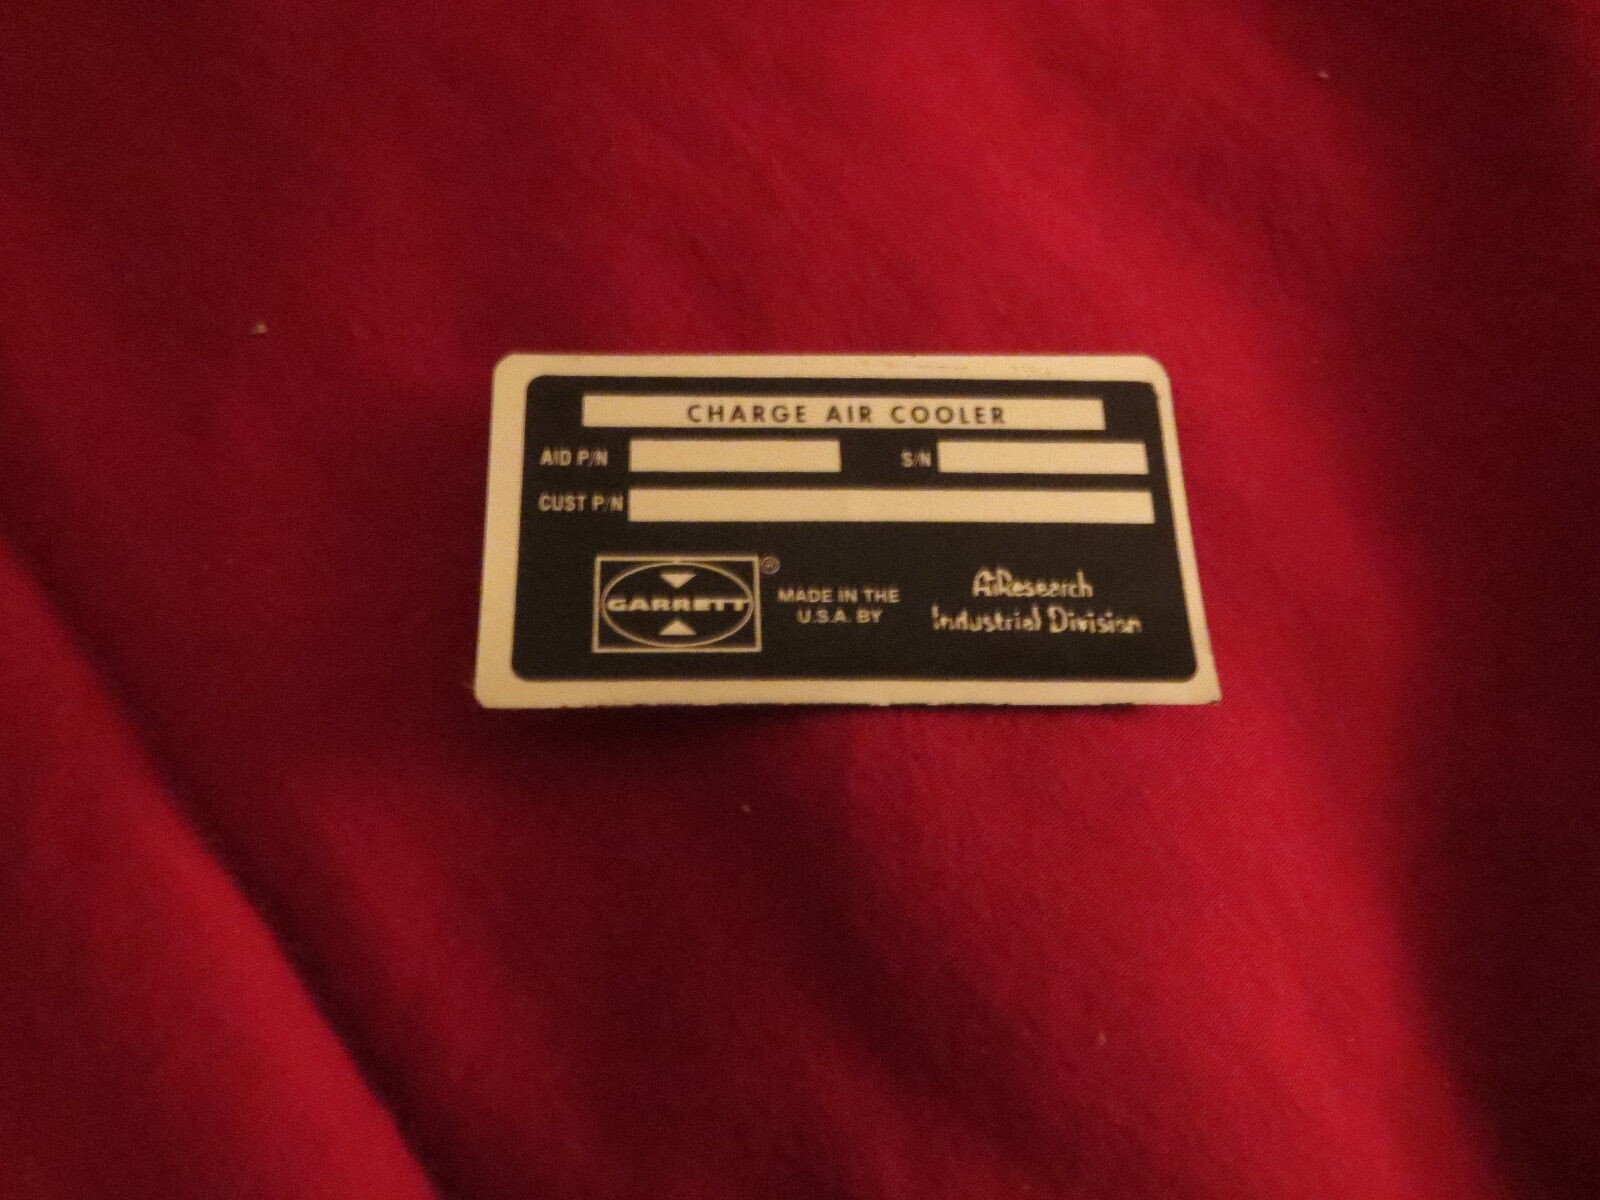 CHARGE AIR COOLER
AID P/N
S/N
CUST P/N
GARRETT ®
MADE IN THE
U.S.A. BY
AiResearch
Industrial Division